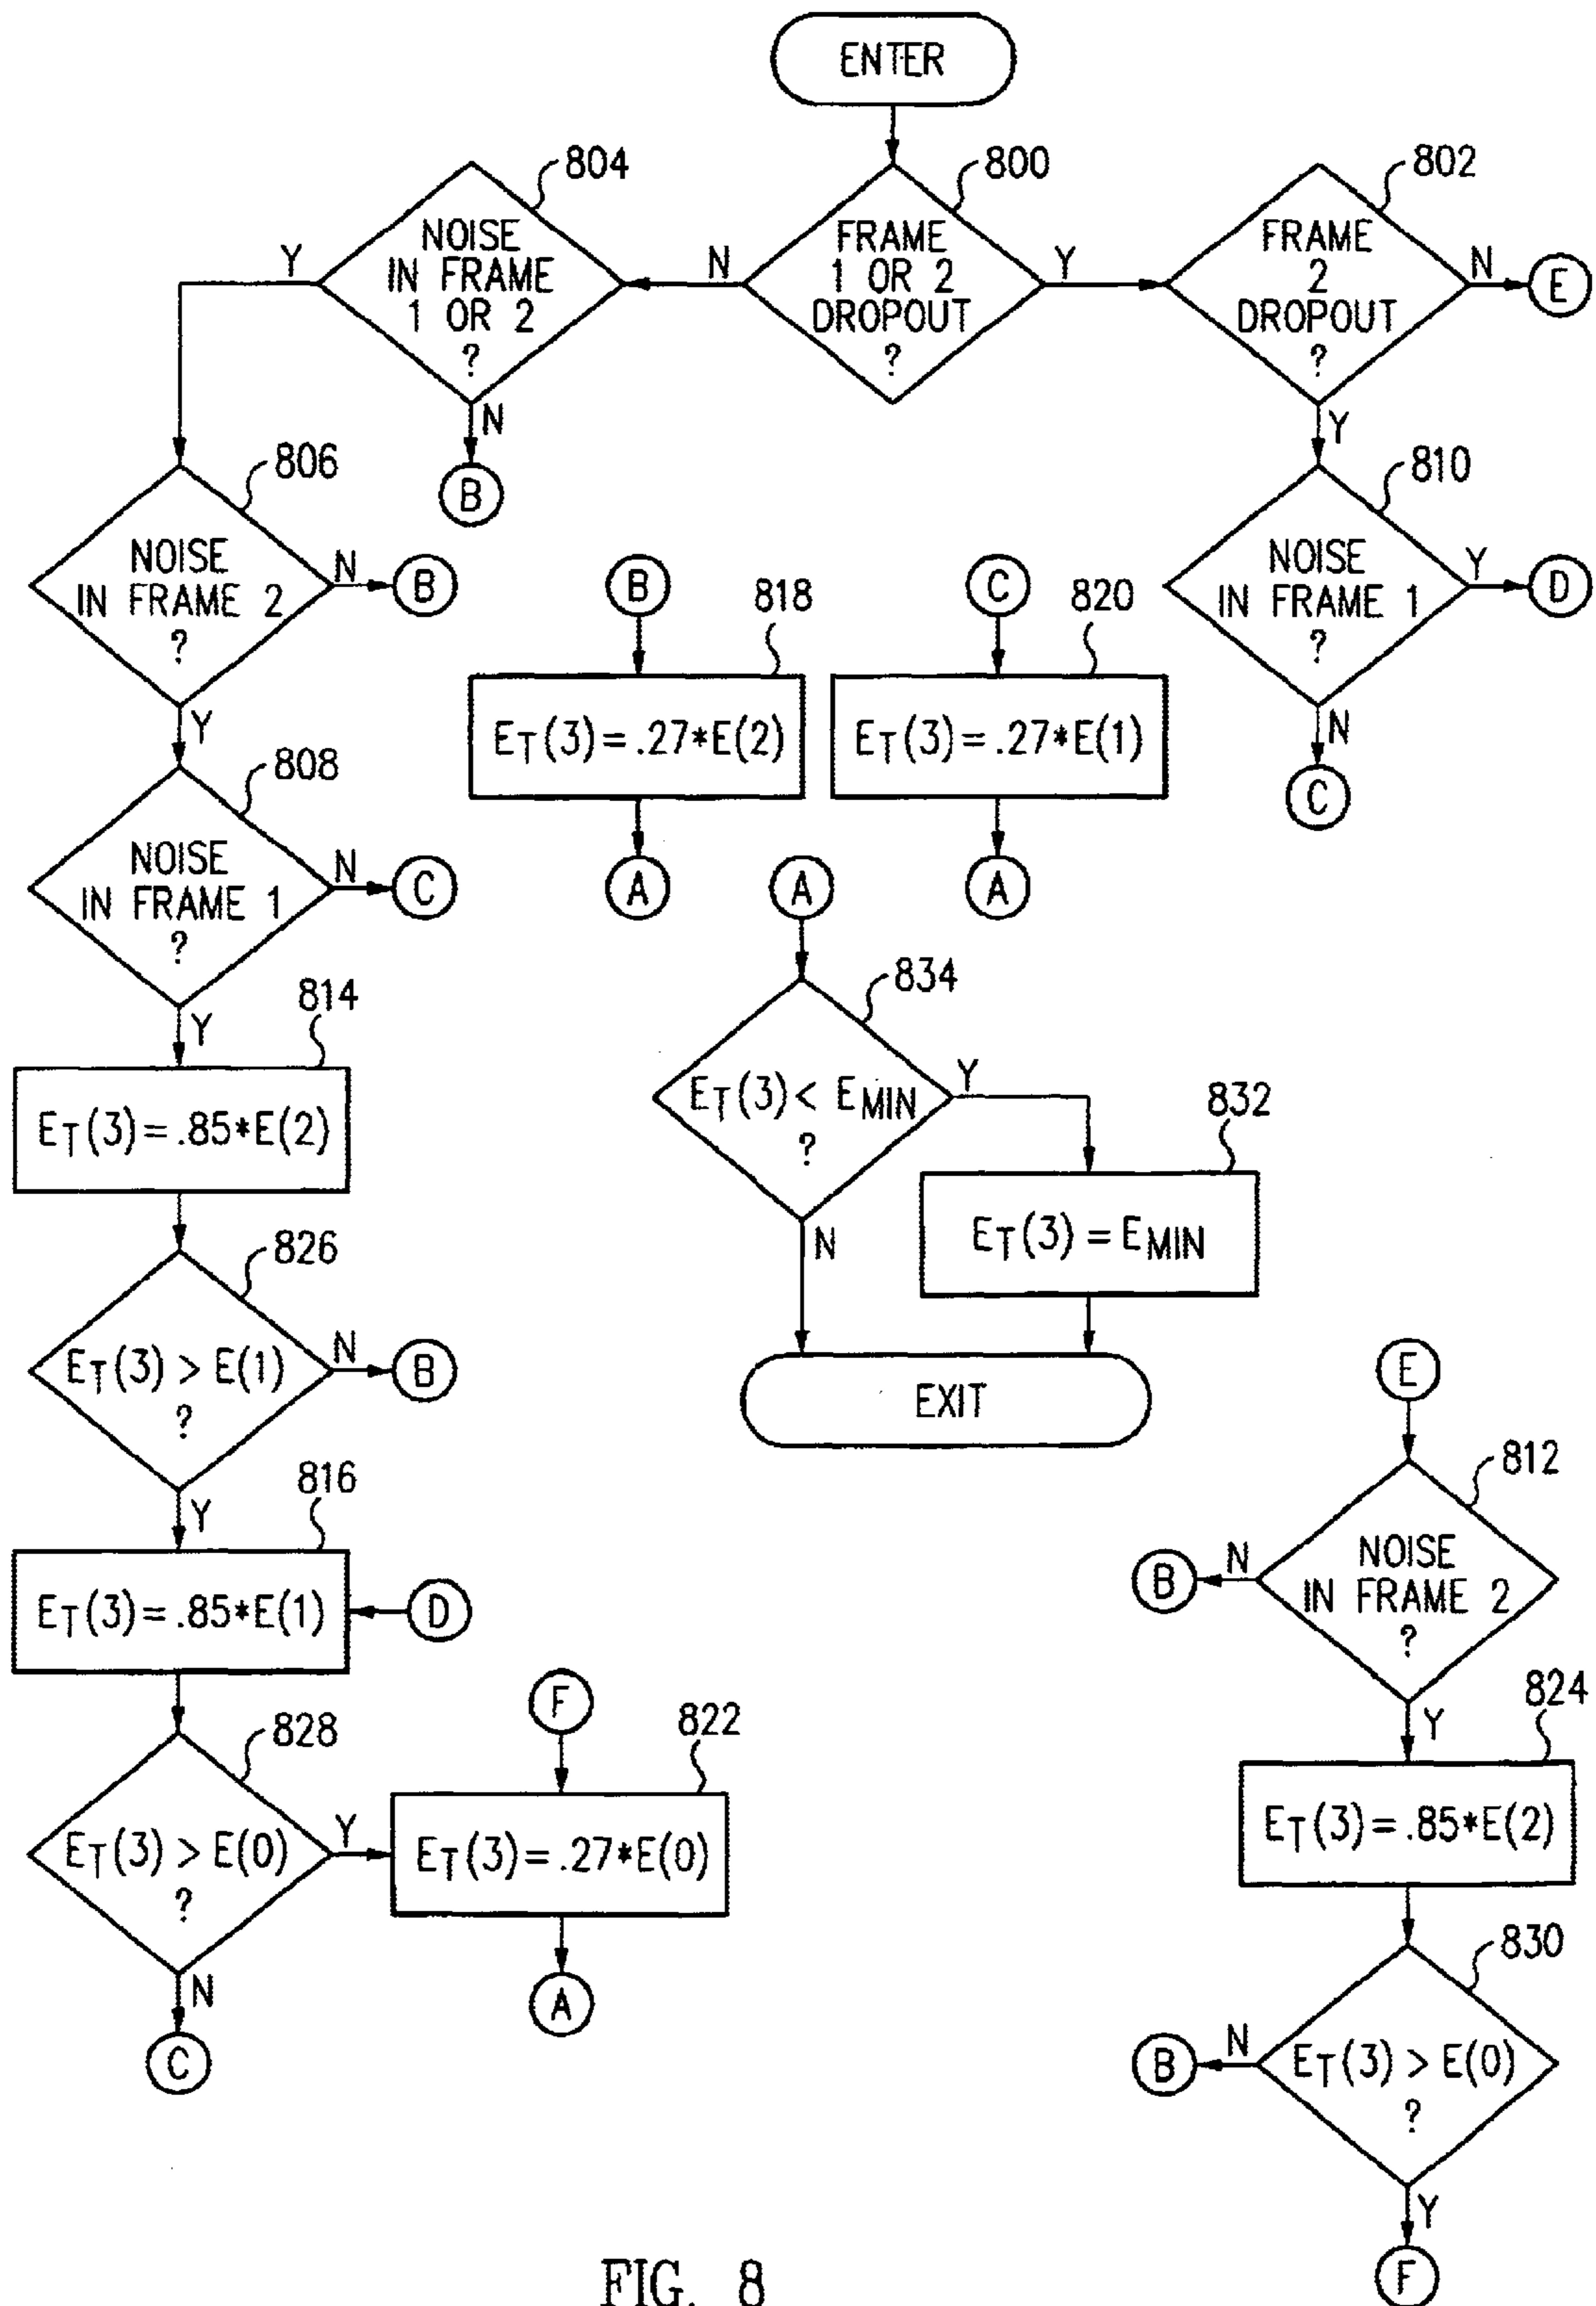 ENTER
804
800
802
NOISE
IN FRAME
1 OR 2
?
Y
N
FRAME
1 OR 2
DROPOUT
?
N
Y
FRAME
2
DROPOUT
?
N
E
Y
B
806
NOISE
IN FRAME 2
?
N
B
Y
810
NOISE
IN FRAME 1
?
Y
D
N
C
B
818
ET(3)=.27*E(2)
A
C
820
ET(3)=.27*E(1)
A
808
NOISE
IN FRAME 1
?
N
C
Y
A
834
ET(3)< EMIN
?
Y
N
832
ET(3) = EMIN
EXIT
814
ET(3)=.85*E(2)
826
ET(3) > E(1)
?
N
B
Y
816
ET(3)=.85*E(1)
D
828
ET(3) > E(0)
?
Y
N
C
F
822
ET(3)=.27*E(0)
A
E
812
NOISE
IN FRAME 2
?
N
B
Y
824
ET(3)=.85*E(2)
830
ET(3) > E(0)
?
N
B
Y
F
FIG. 8